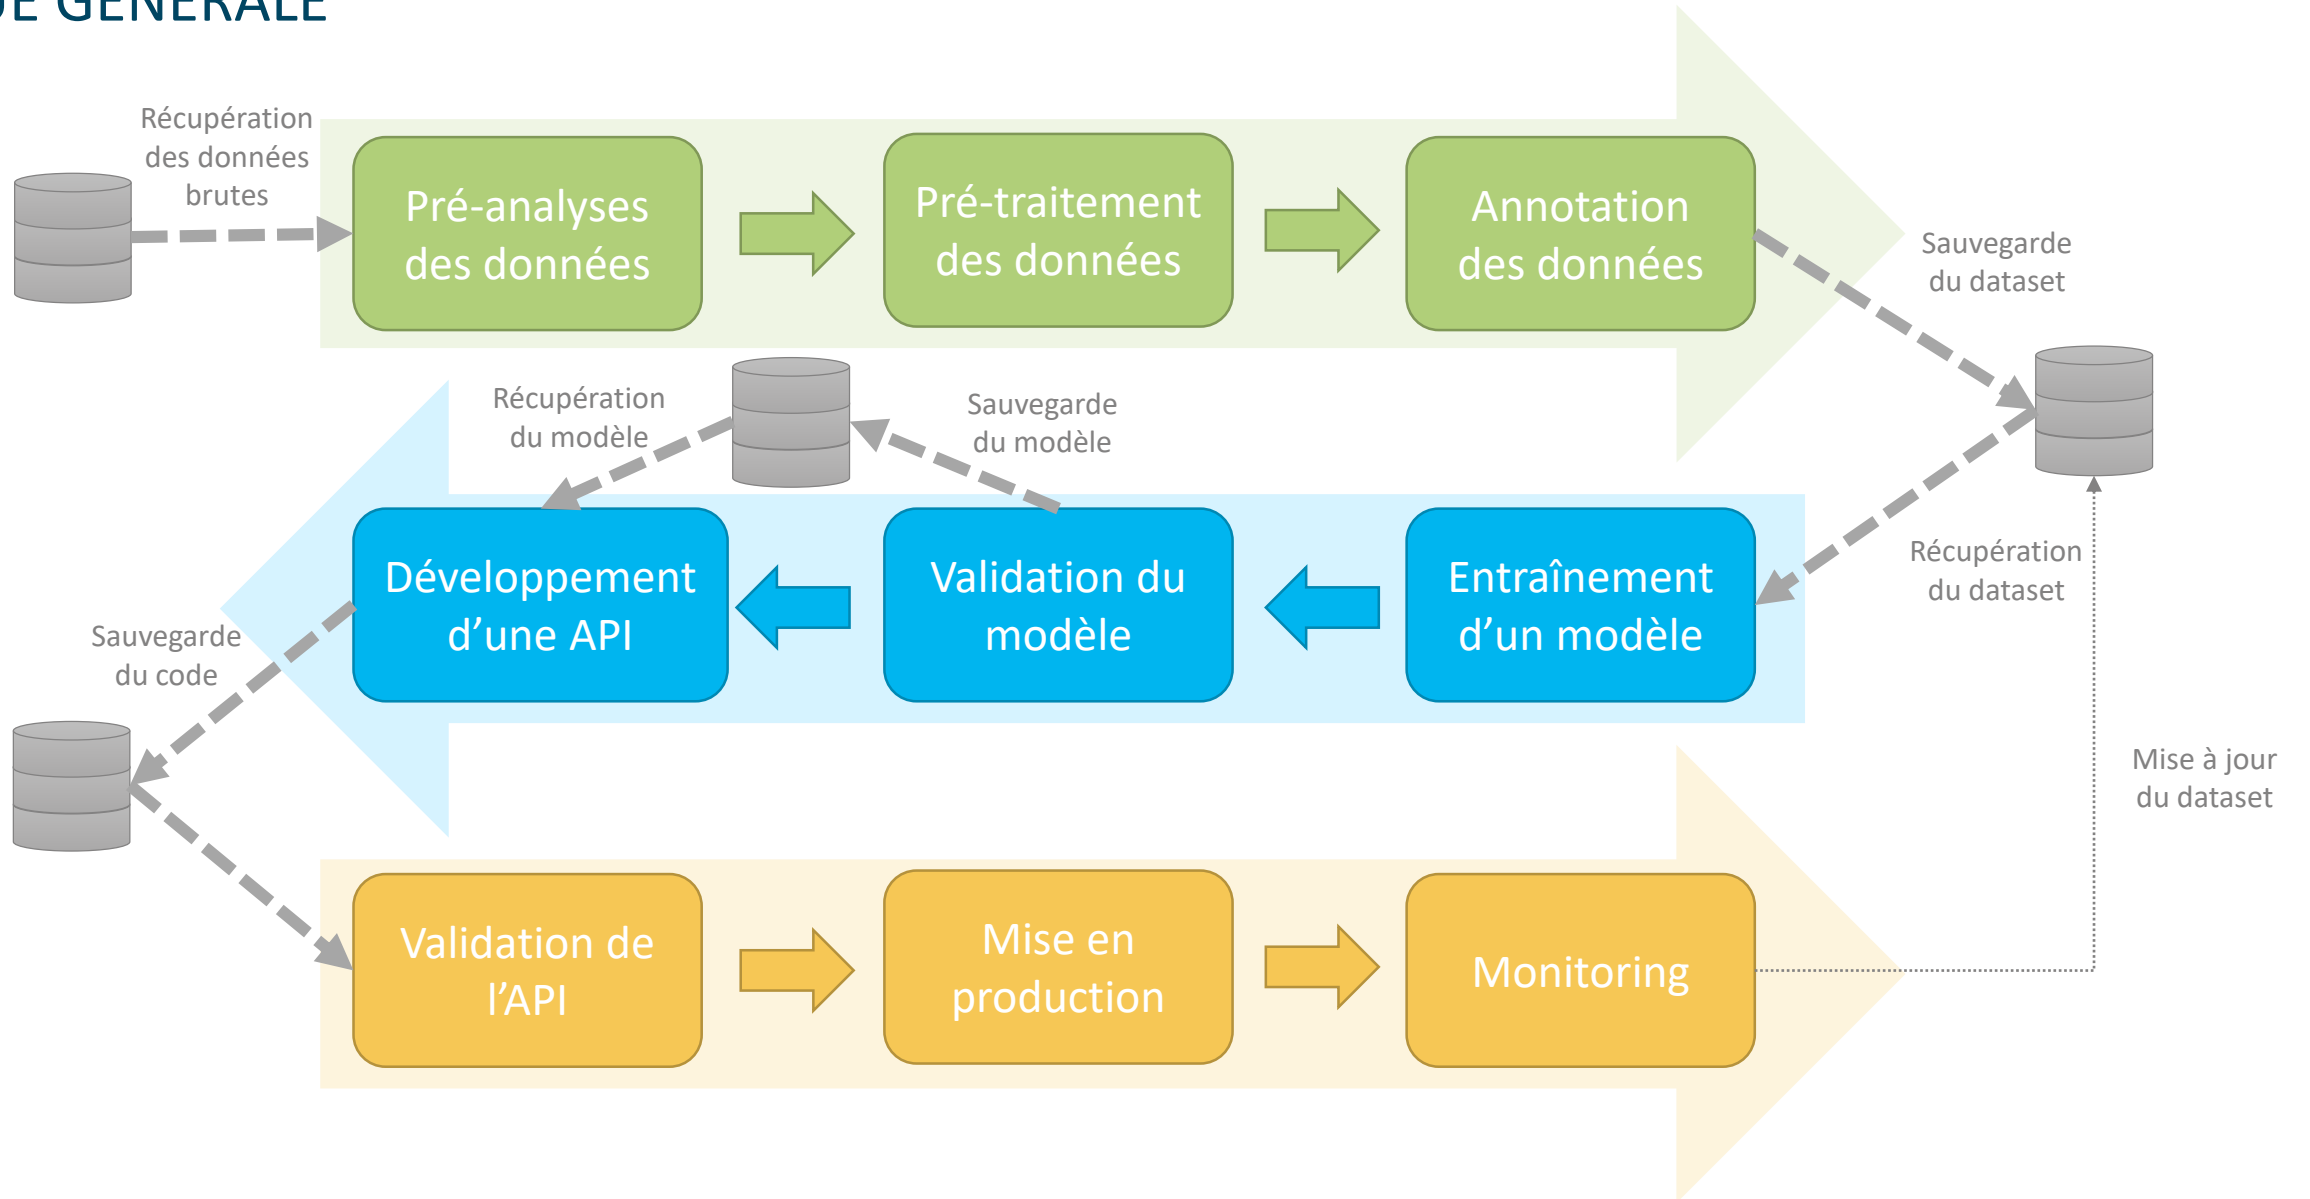 UE GÉNÉRALE
Récupération
des données
brutes
Pré-analyses
des données
Pré-traitement
des données
Annotation
des données
Sauvegarde
du dataset
Récupération
du modèle
Sauvegarde
du modèle
Développement
d’une API
Validation du
modèle
Entraînement
d’un modèle
Récupération
du dataset
Sauvegarde
du code
Mise à jour
du dataset
Validation de
l’API
Mise en
production
Monitoring